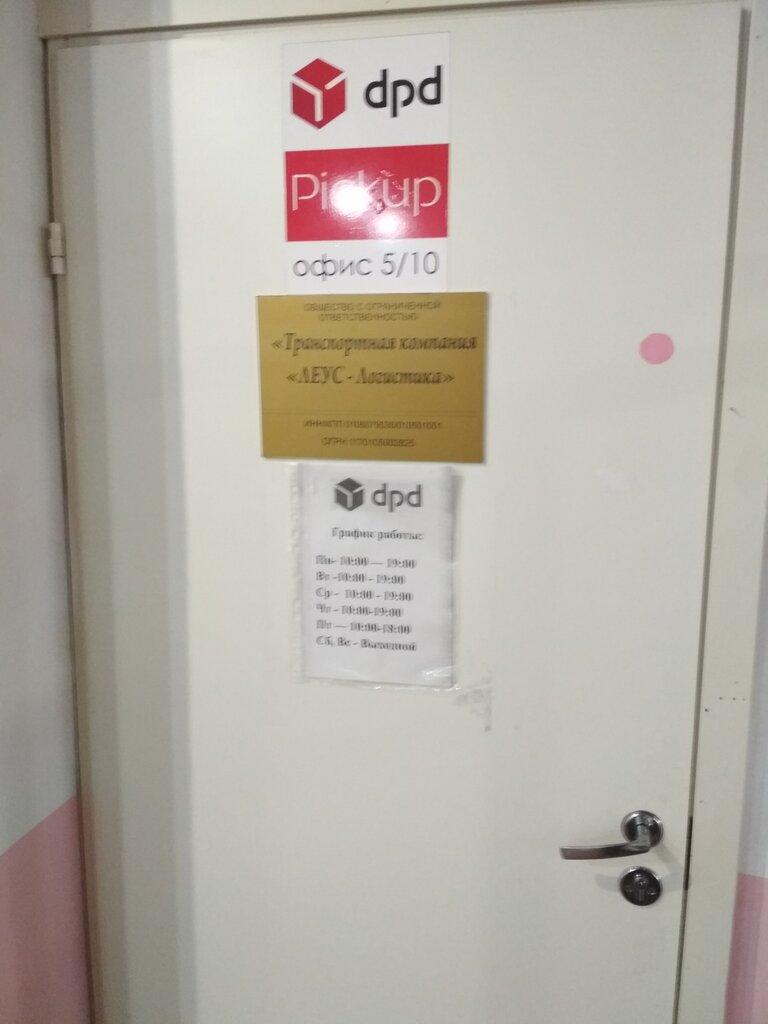 dpd
Pickup
офис 5/10
ОБЩЕСТВО С ОГРАНИЧЕННОЙ
ОТВЕТСТВЕННОСТЬЮ
«Транспортная компания
«ЛЕУС - Логистика»
dpd
График работы:
Пн- 10:00 — 19:00
Вт -10:00 - 19:00
Ср - 10:00 - 19:00
Чт - 10:00-19:00
Пт — 10:00-18:00
Сб, Вс - Выходной